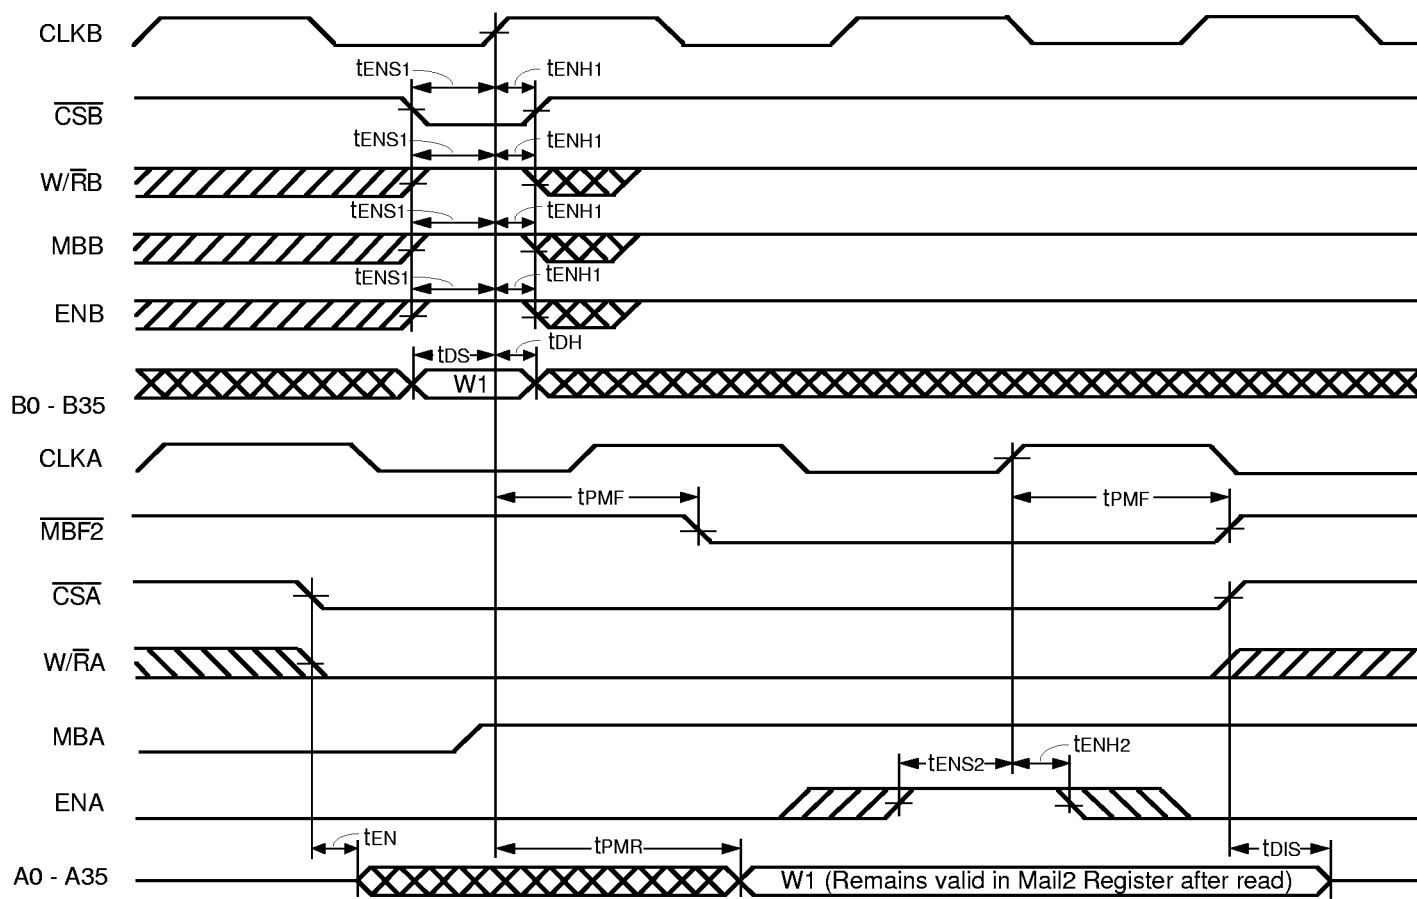 CLKB
tENS1 tENH1
CSB
tENS1 tENH1
W/RB
tENS1 tENH1
MBB
tENS1 tENH1
ENB
tDS tDH
W1
B0 - B35
CLKA
tPMF tPMF
MBF2
CSA
W/RA
MBA
tENS2 tENH2
ENA
tEN tPMR tDIS
A0 - A35 W1 (Remains valid in Mail2 Register after read)